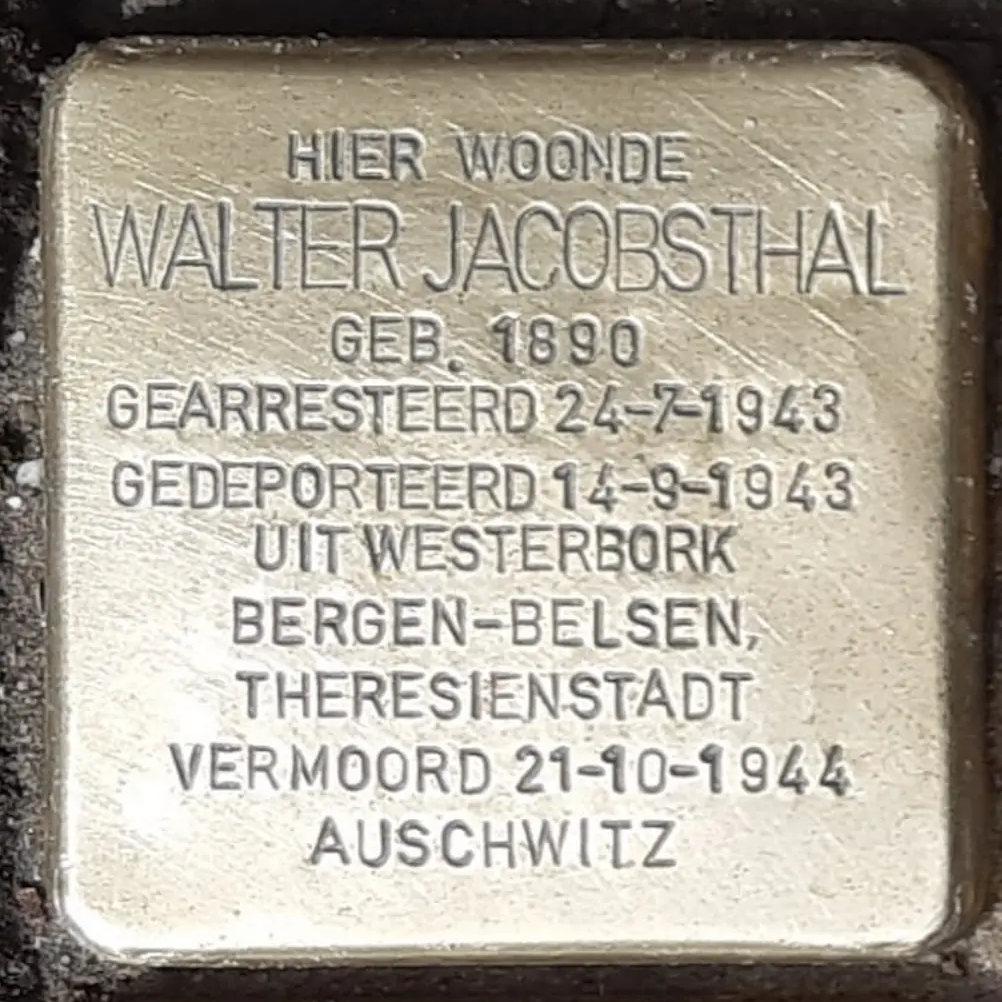 HIER WOONDE
WALTER JACOBSTHAL
GEB. 1890
GEARRESTEERD 24-7-1943
GEDEPORTEERD 14-9-1943
UIT WESTERBORK
BERGEN-BELSEN,
THERESIENSTADT
VERMOORD 21-10-1944
AUSCHWITZ